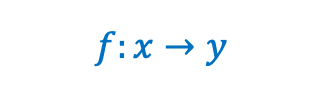 f: x → y